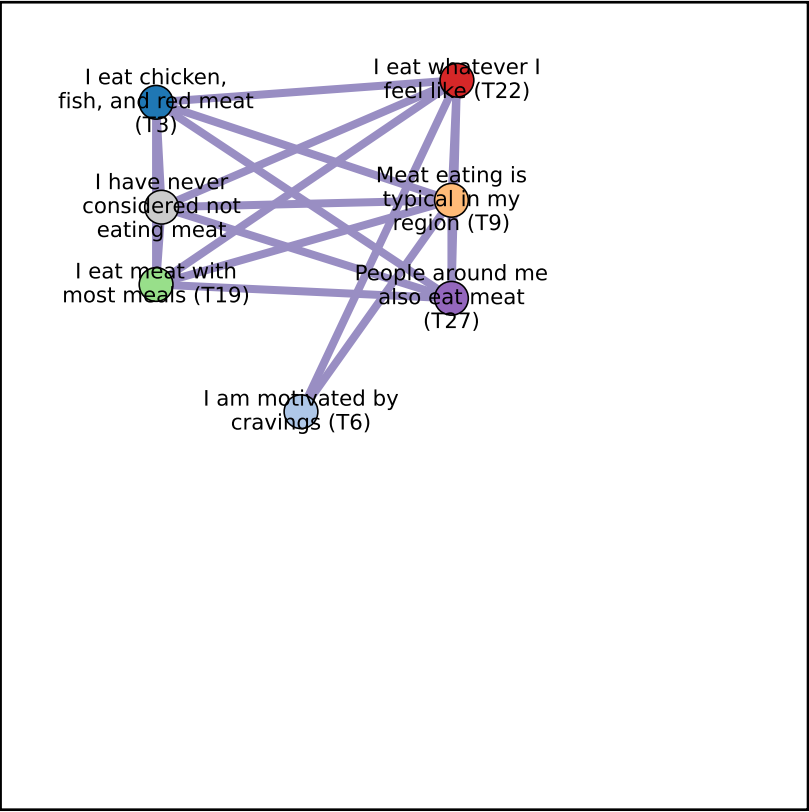 I eat chicken,
fish, and red meat
(T3)
I eat whatever I
feel like (T22)
I have never
considered not
eating meat
Meat eating is
typical in my
region (T9)
I eat meat with
most meals (T19)
People around me
also eat meat
(T27)
I am motivated by
cravings (T6)